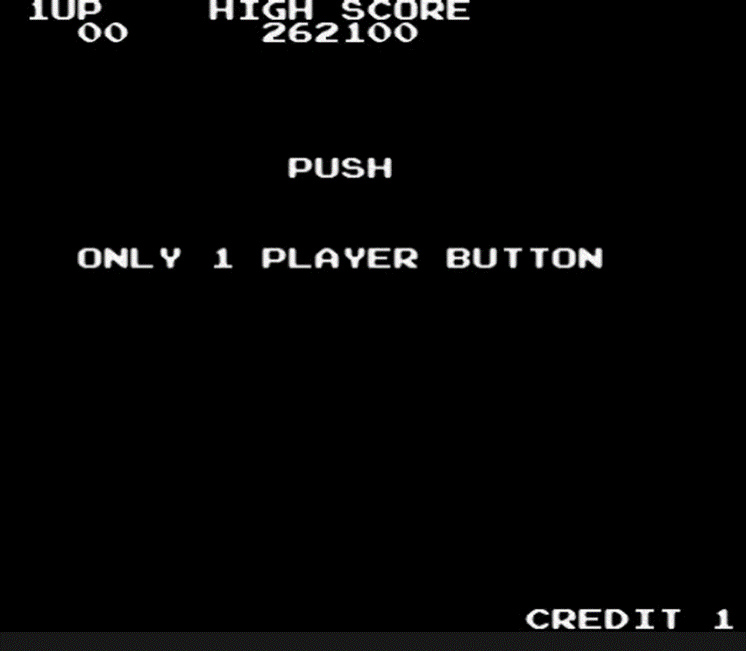 1UP HIGH SCORE
00 262100
PUSH
ONLY 1 PLAYER BUTTON
CREDIT 1